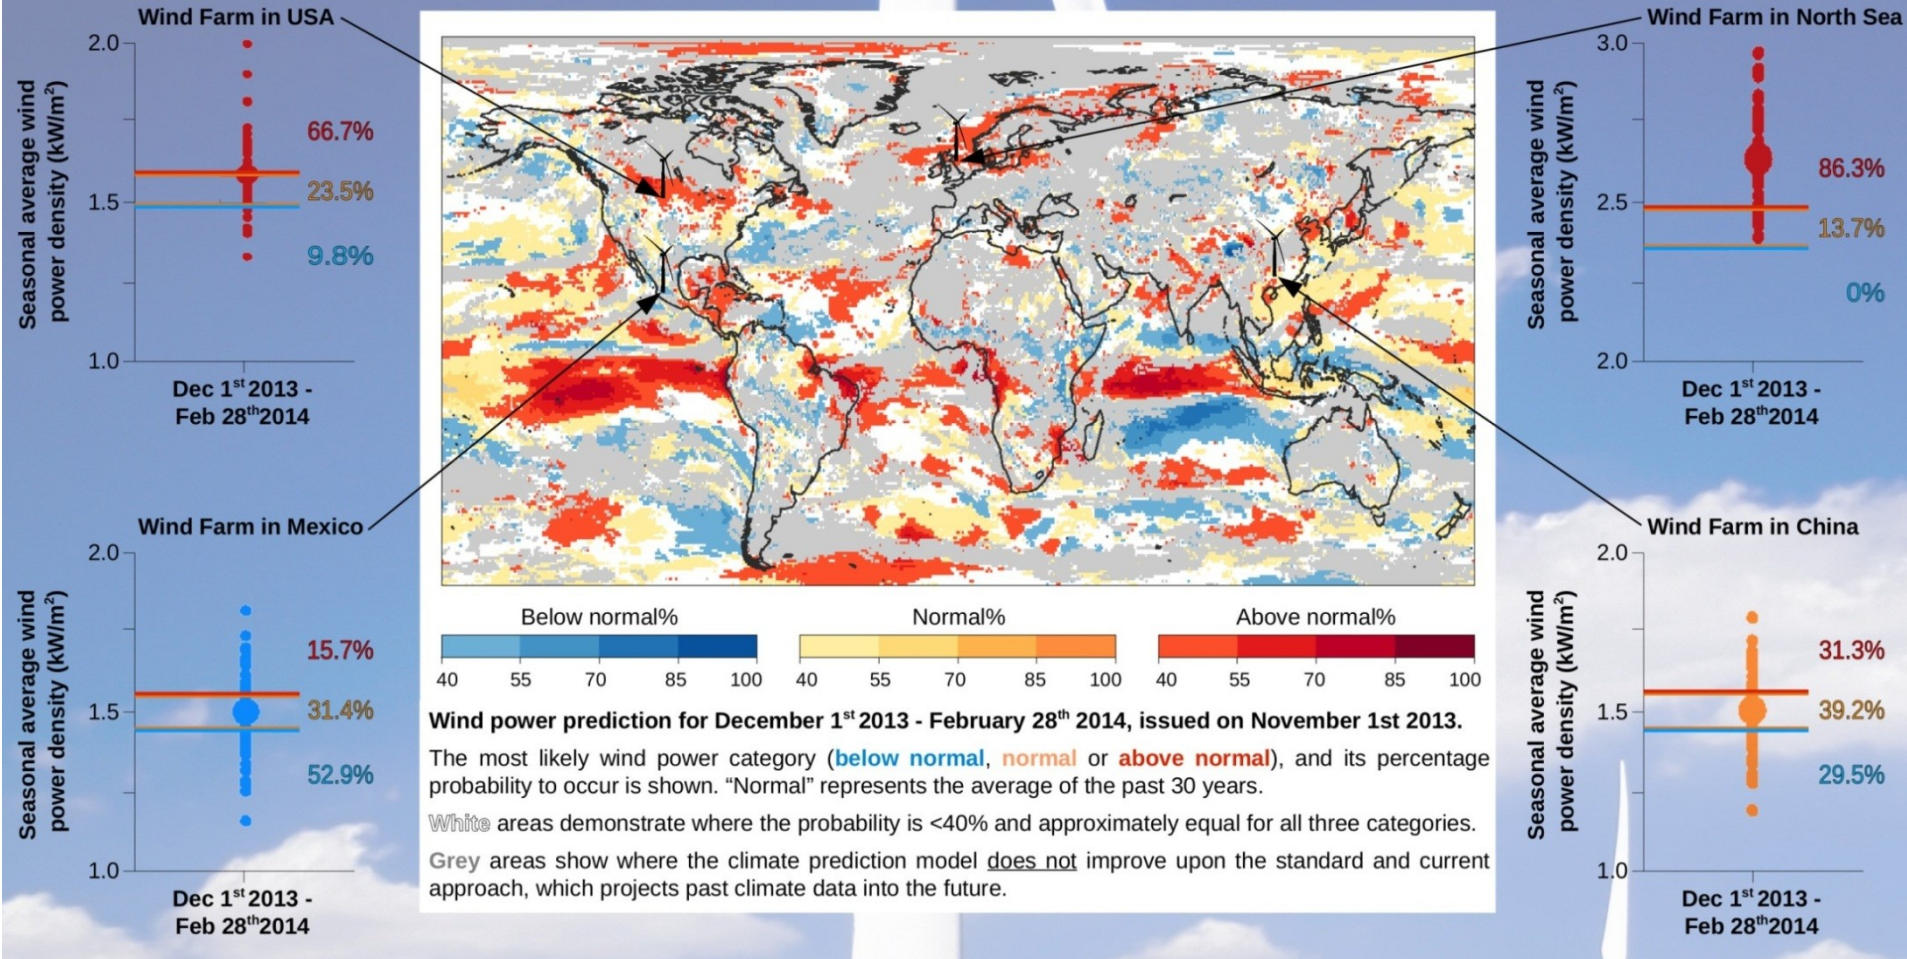 Wind Farm in USA
Seasonal average wind
power density (kW/m²)
2.0
1.5
1.0
66.7%
23.5%
9.8%
Dec 1st 2013 -
Feb 28th2014
Wind Farm in North Sea
Seasonal average wind
power density (kW/m²)
3.0
2.5
2.0
86.3%
13.7%
0%
Dec 1st 2013 -
Feb 28th2014
Wind Farm in Mexico
Seasonal average wind
power density (kW/m²)
2.0
1.5
1.0
15.7%
31.4%
52.9%
Dec 1st 2013 -
Feb 28th2014
Below normal%
40 55 70 85 100
Normal%
40 55 70 85 100
Above normal%
40 55 70 85 100
Wind power prediction for December 1st 2013 - February 28th 2014, issued on November 1st 2013.
The most likely wind power category (below normal, normal or above normal), and its percentage
probability to occur is shown. “Normal” represents the average of the past 30 years.
White areas demonstrate where the probability is <40% and approximately equal for all three categories.
Grey areas show where the climate prediction model does not improve upon the standard and current
approach, which projects past climate data into the future.
Wind Farm in China
Seasonal average wind
power density (kW/m²)
2.0
1.5
1.0
31.3%
39.2%
29.5%
Dec 1st 2013 -
Feb 28th2014